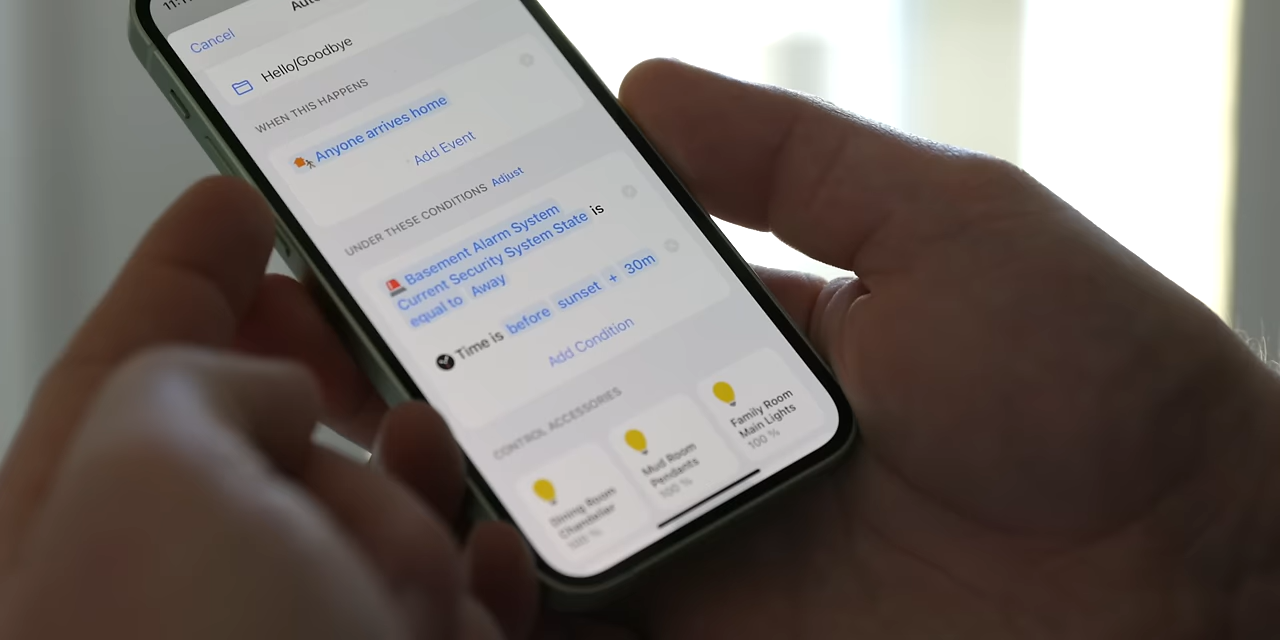 Cancel
Hello/Goodbye
WHEN THIS HAPPENS
Anyone arrives home
Add Event
UNDER THESE CONDITIONS Adjust
Basement Alarm System
Current Security System State is
equal to Away
Time is before sunset + 30m
Add Condition
CONTROL ACCESSORIES
Dining Room
Chandelier
100 %
Mud Room
Pendants
100 %
Family Room
Main Lights
100 %